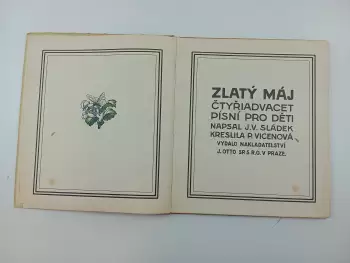 ZLATÝ MÁJ
ČTYŘIADVACET
PÍSNÍ PRO DĚTI
NAPSAL J.V. SLÁDEK
KRESLILA P. VICENOVÁ
VYDALO NAKLADATELSTVÍ
J. OTTO SP. S R.O. V PRAZE.